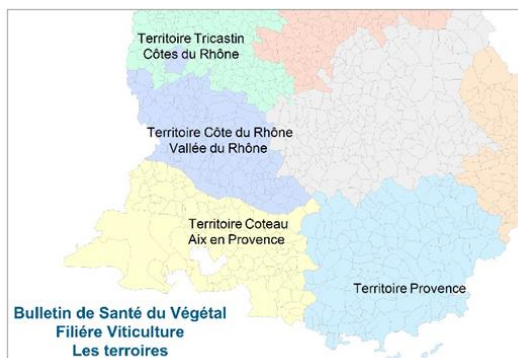 Territoire Tricastin
Côtes du Rhône
Territoire Côte du Rhône
Vallée du Rhône
Territoire Coteau
Aix en Provence
Territoire Provence
Bulletin de Santé du Végétal
Filiére Viticulture
Les terroires